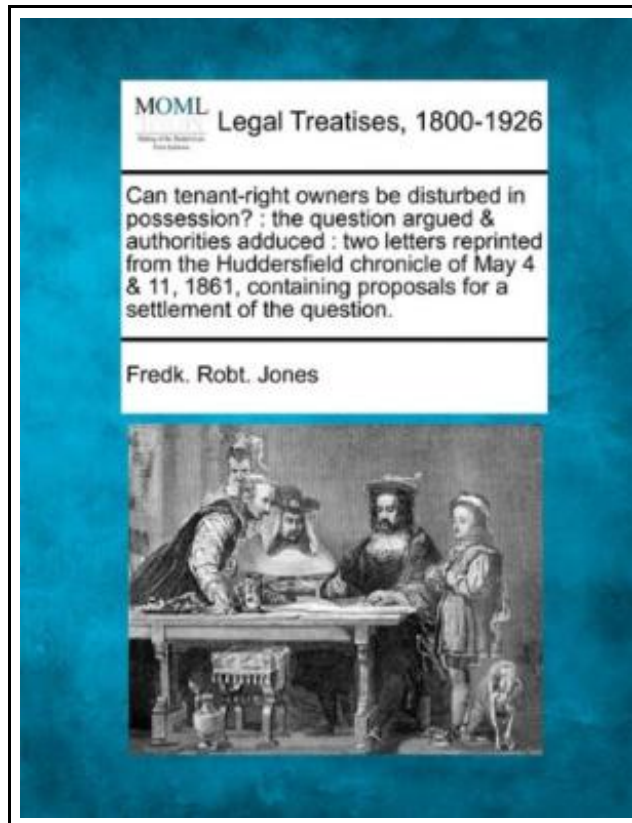 MOML
Legal Treatises, 1800-1926
Can tenant-right owners be disturbed in
possession? : the question argued &
authorities adduced : two letters reprinted
from the Huddersfield chronicle of May 4
& 11, 1861, containing proposals for a
settlement of the question.
Fredk. Robt. Jones